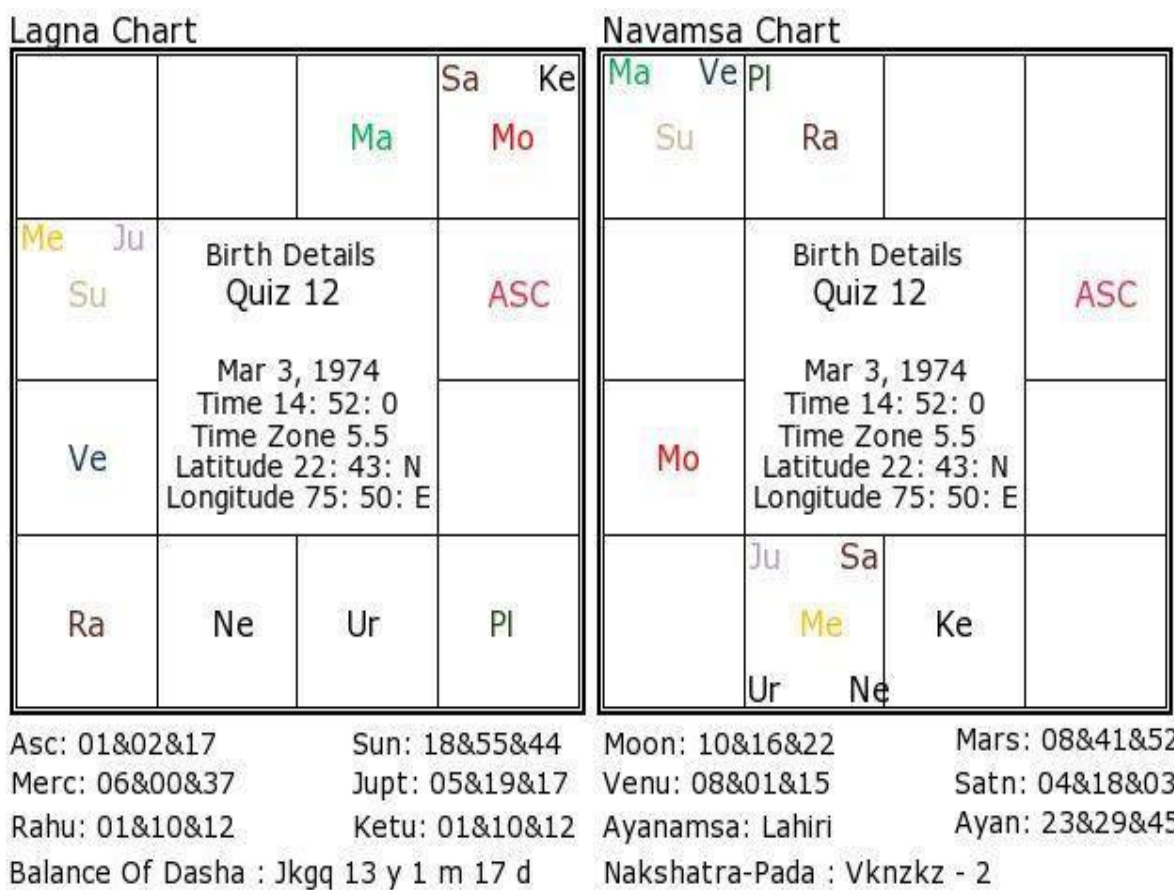 Lagna Chart
Sa Ke
Ma Mo
Me Ju
Su
ASC
Ve
Ra Ne Ur Pl
Birth Details
Quiz 12
Mar 3, 1974
Time 14: 52: 0
Time Zone 5.5
Latitude 22: 43: N
Longitude 75: 50: E
Navamsa Chart
Ma Ve Pl
Su Ra
ASC
Mo
Ju Sa
Me Ke
Ur Ne
Birth Details
Quiz 12
Mar 3, 1974
Time 14: 52: 0
Time Zone 5.5
Latitude 22: 43: N
Longitude 75: 50: E
Asc: 01&02&17 Sun: 18&55&44 Moon: 10&16&22 Mars: 08&41&52
Merc: 06&00&37 Jupt: 05&19&17 Venu: 08&01&15 Satn: 04&18&03
Rahu: 01&10&12 Ketu: 01&10&12 Ayanamsa: Lahiri Ayan: 23&29&45
Balance Of Dasha : Jkgq 13 y 1 m 17 d Nakshatra-Pada : Vknzkz - 2